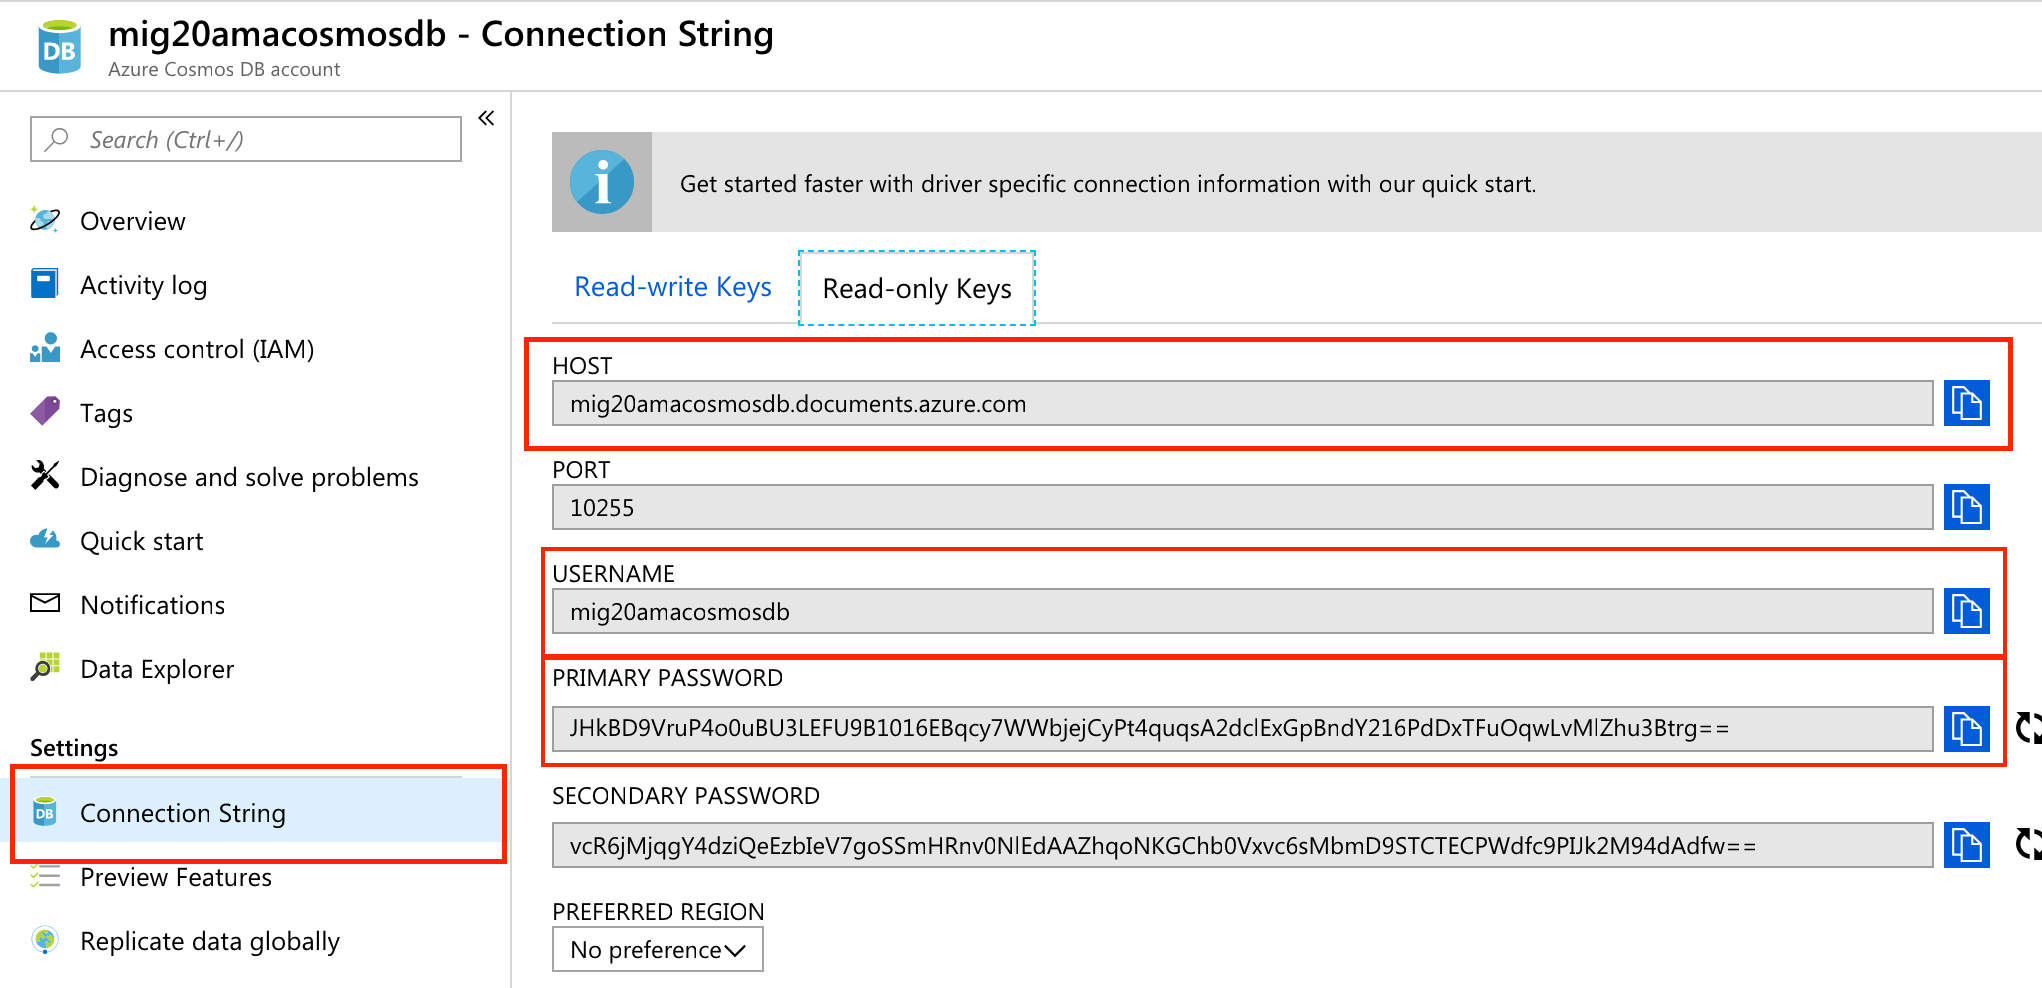 mig20amacosmosdb - Connection String
Azure Cosmos DB account
Search (Ctrl+/)
Overview
Activity log
Access control (IAM)
Tags
Diagnose and solve problems
Quick start
Notifications
Data Explorer
Settings
Connection String
Preview Features
Replicate data globally
Get started faster with driver specific connection information with our quick start.
Read-write Keys
Read-only Keys
HOST
mig20amacosmosdb.documents.azure.com
PORT
10255
USERNAME
mig20amacosmosdb
PRIMARY PASSWORD
JHkBD9VruP4o0uBU3LEFU9B1016EBqcy7WWbjejCyPt4quqsA2dclExGpBndY216PdDxTFuOqwLvMlZhu3Btrg==
SECONDARY PASSWORD
vcR6jMjqgY4dziQeEzbIeV7goSSmHRnv0NlEdAAZhqoNKGChb0Vxvc6sMbmD9STCTECPWdfc9PIJk2M94dAdfw==
PREFERRED REGION
No preference